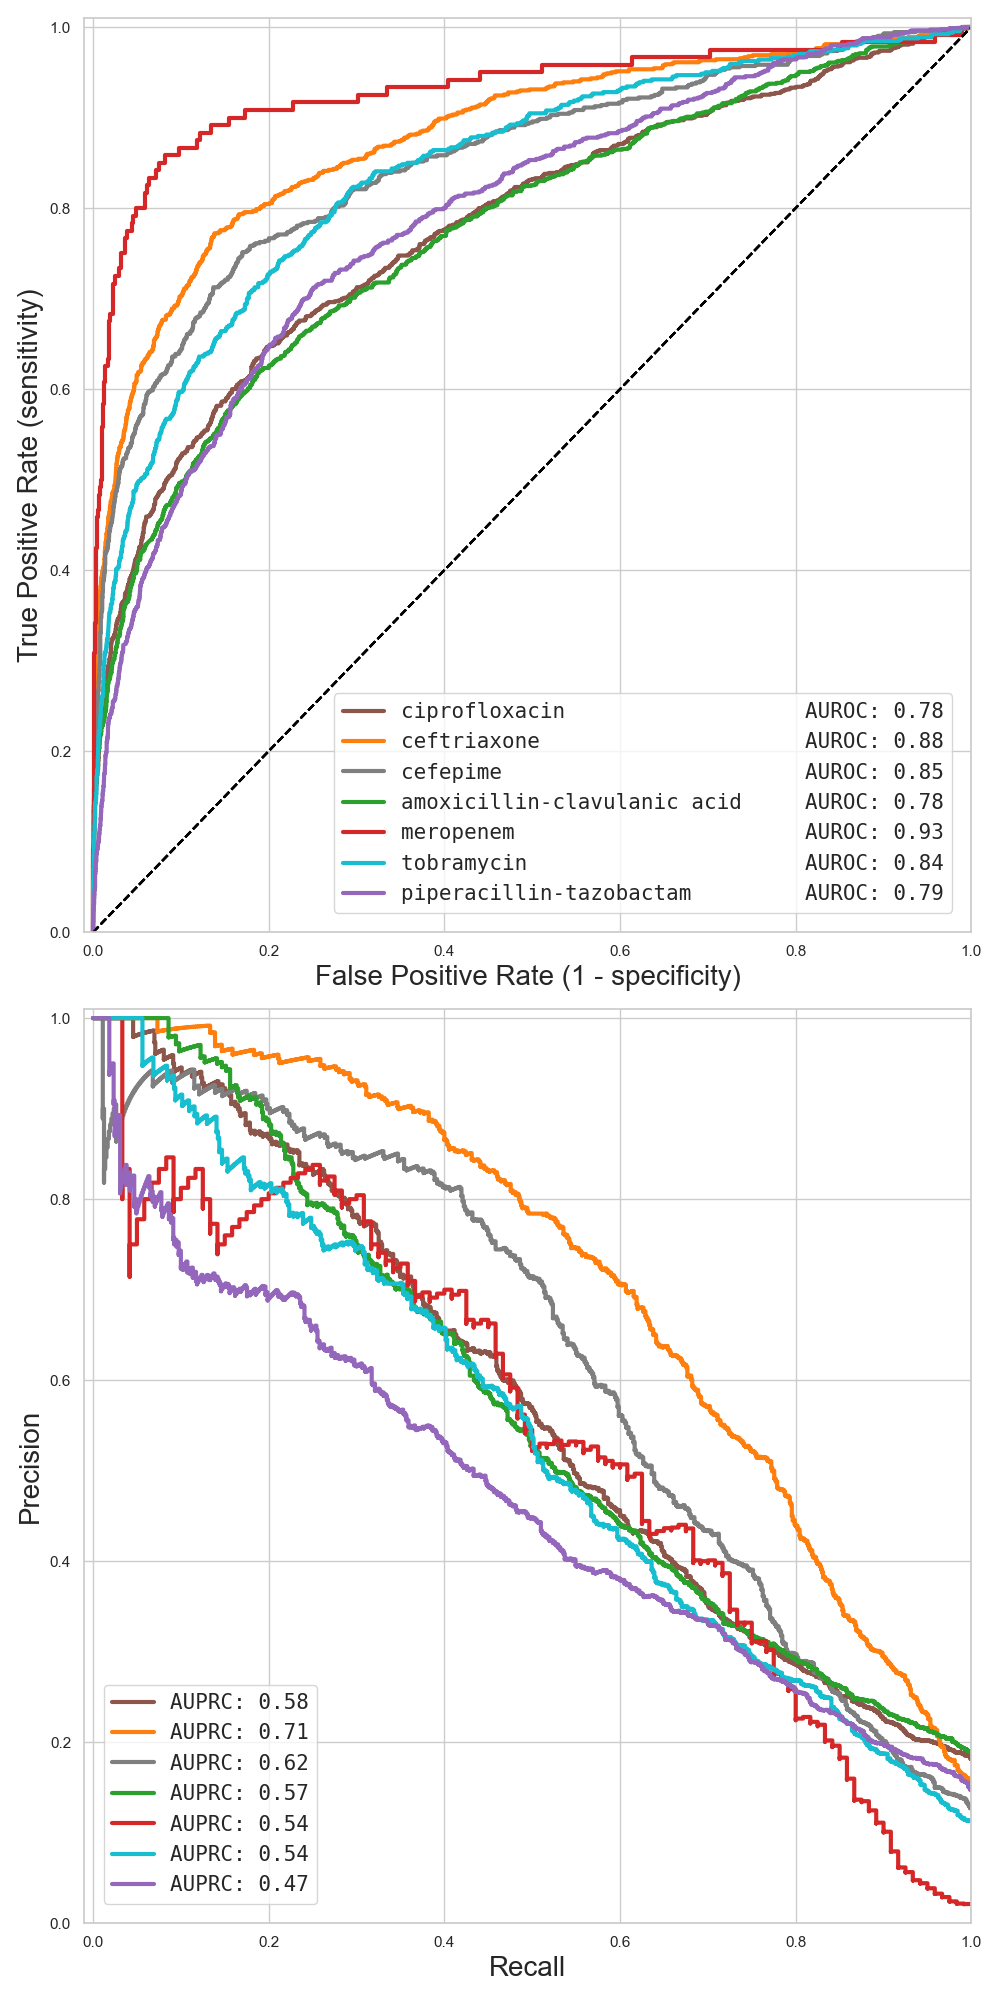 1.0
0.8
0.6
0.4
0.2
0.0
True Positive Rate (sensitivity)
ciprofloxacin AUROC: 0.78
ceftriaxone AUROC: 0.88
cefepime AUROC: 0.85
amoxicillin-clavulanic acid AUROC: 0.78
meropenem AUROC: 0.93
tobramycin AUROC: 0.84
piperacillin-tazobactam AUROC: 0.79
0.0 0.2 0.4 0.6 0.8 1.0
False Positive Rate (1 - specificity)
1.0
0.8
0.6
0.4
0.2
0.0
Precision
AUPRC: 0.58
AUPRC: 0.71
AUPRC: 0.62
AUPRC: 0.57
AUPRC: 0.54
AUPRC: 0.54
AUPRC: 0.47
0.0 0.2 0.4 0.6 0.8 1.0
Recall